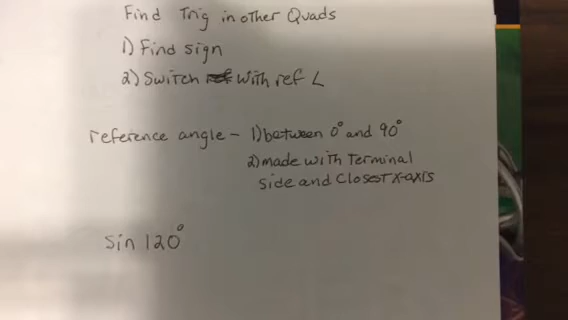 Find Trig in other Quads
1) Find sign
2) Switch with ref ∠
reference angle - 1) between 0° and 90°
2) made with Terminal
side and Closest x-axis
sin 120°